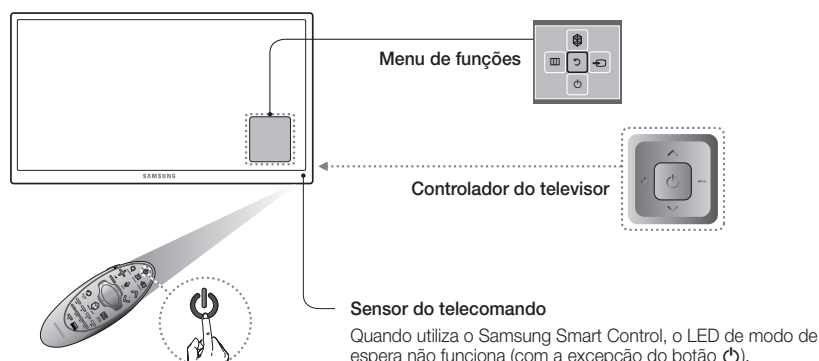 Menu de funções
SAMSUNG
Controlador do televisor
Sensor do telecomando
Quando utiliza o Samsung Smart Control, o LED de modo de
espera não funciona (com a excepção do botão ⏻).